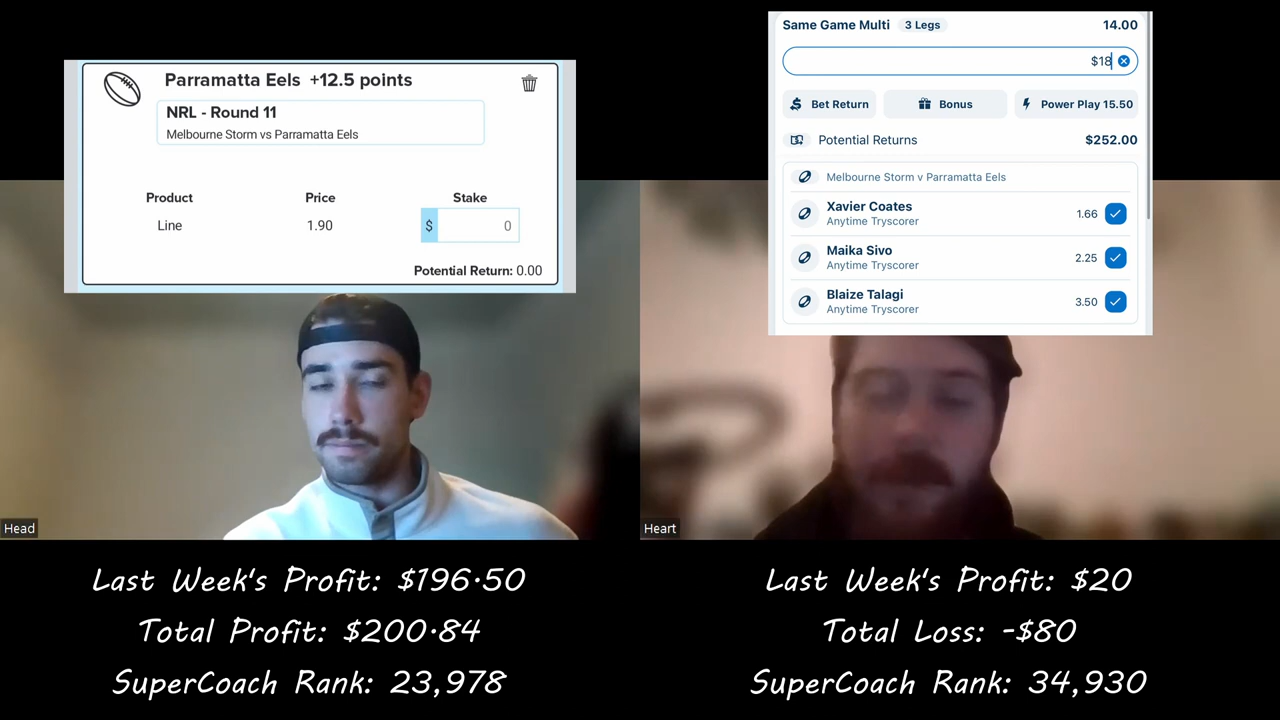 Parramatta Eels +12.5 points
NRL - Round 11
Melbourne Storm vs Parramatta Eels
Product Price Stake
Line 1.90 $ 0
Potential Return: 0.00
Same Game Multi 3 Legs 14.00
$18
Bet Return Bonus Power Play 15.50
Potential Returns $252.00
Melbourne Storm v Parramatta Eels
Xavier Coates 1.66
Anytime Tryscorer
Maika Sivo 2.25
Anytime Tryscorer
Blaize Talagi 3.50
Anytime Tryscorer
Head
Heart
Last Week's Profit: $196.50
Total Profit: $200.84
SuperCoach Rank: 23,978
Last Week's Profit: $20
Total Loss: -$80
SuperCoach Rank: 34,930